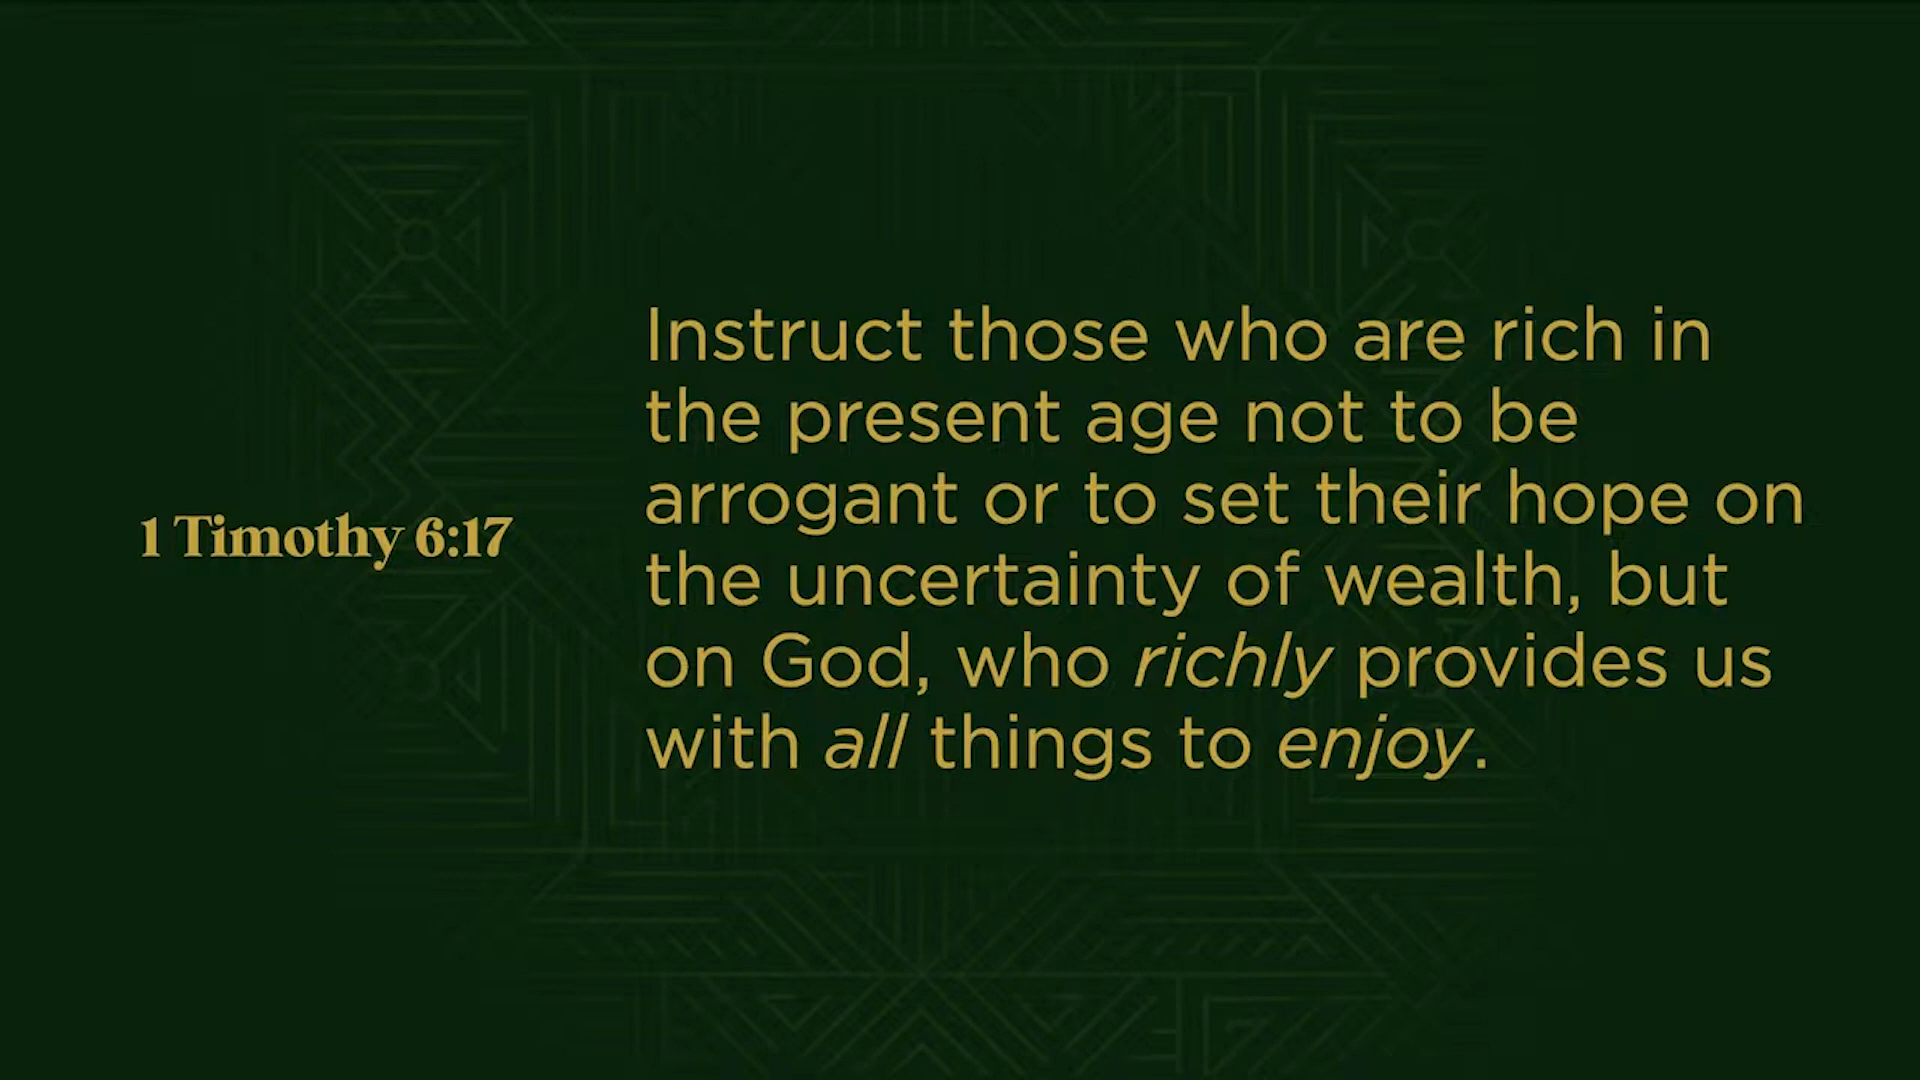 1 Timothy 6:17
Instruct those who are rich in
the present age not to be
arrogant or to set their hope on
the uncertainty of wealth, but
on God, who richly provides us
with all things to enjoy.